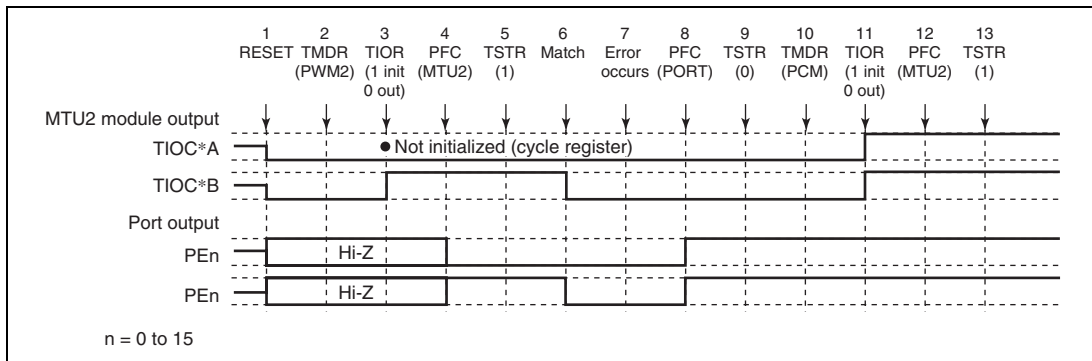 1 2 3 4 5 6 7 8 9 10 11 12 13
RESET TMDR TIOR PFC TSTR Match Error PFC TSTR TMDR TIOR PFC TSTR
(PWM2) (1 init (MTU2) (1) occurs (PORT) (0) (PCM) (1 init (MTU2) (1)
0 out) 0 out)
MTU2 module output
TIOC*A ● Not initialized (cycle register)
TIOC*B
Port output
PEn Hi-Z
PEn Hi-Z
n = 0 to 15